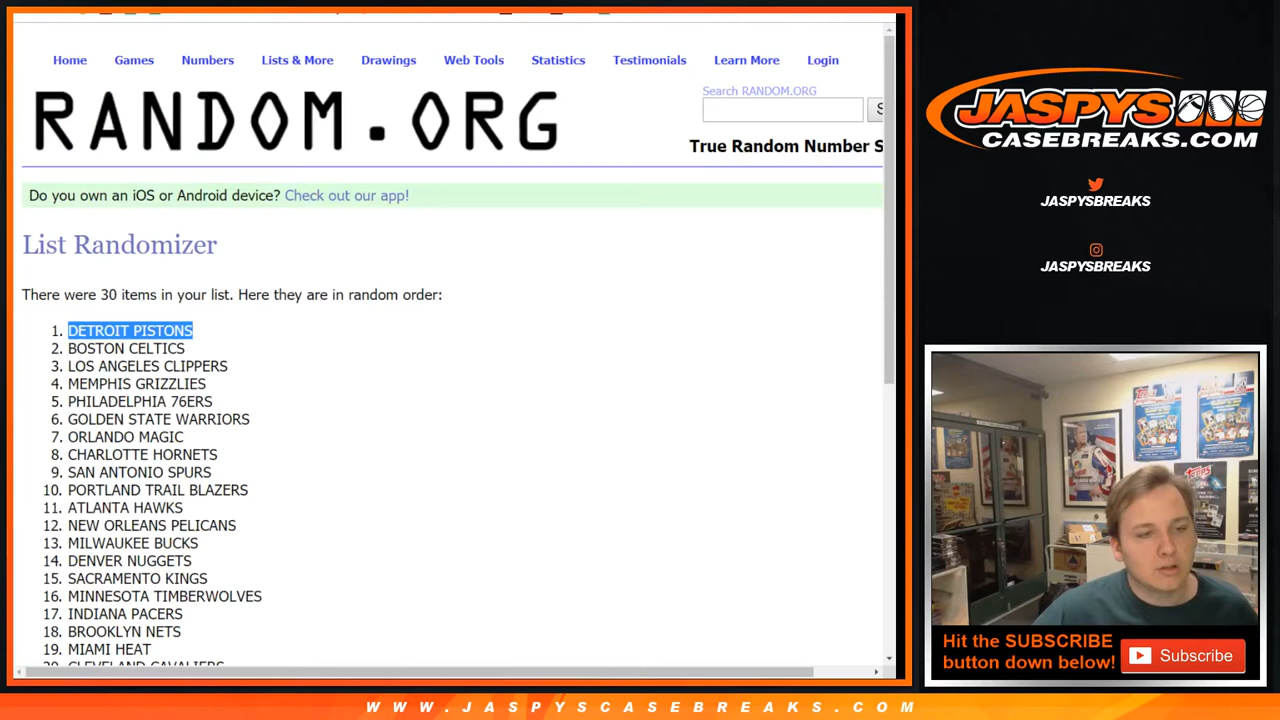 Home Games Numbers Lists & More Drawings Web Tools Statistics Testimonials Learn More Login
RANDOM.ORG
Search RANDOM.ORG
S
True Random Number S
Do you own an iOS or Android device? Check out our app!
List Randomizer
There were 30 items in your list. Here they are in random order:
1. DETROIT PISTONS
2. BOSTON CELTICS
3. LOS ANGELES CLIPPERS
4. MEMPHIS GRIZZLIES
5. PHILADELPHIA 76ERS
6. GOLDEN STATE WARRIORS
7. ORLANDO MAGIC
8. CHARLOTTE HORNETS
9. SAN ANTONIO SPURS
10. PORTLAND TRAIL BLAZERS
11. ATLANTA HAWKS
12. NEW ORLEANS PELICANS
13. MILWAUKEE BUCKS
14. DENVER NUGGETS
15. SACRAMENTO KINGS
16. MINNESOTA TIMBERWOLVES
17. INDIANA PACERS
18. BROOKLYN NETS
19. MIAMI HEAT
20. CLEVELAND CAVALIERS
JASPYS
CASEBREAKS.COM
JASPYSBREAKS
JASPYSBREAKS
Topps
Hit the SUBSCRIBE
button down below!
Subscribe
WWW.JASPYSCASEBREAKS.COM